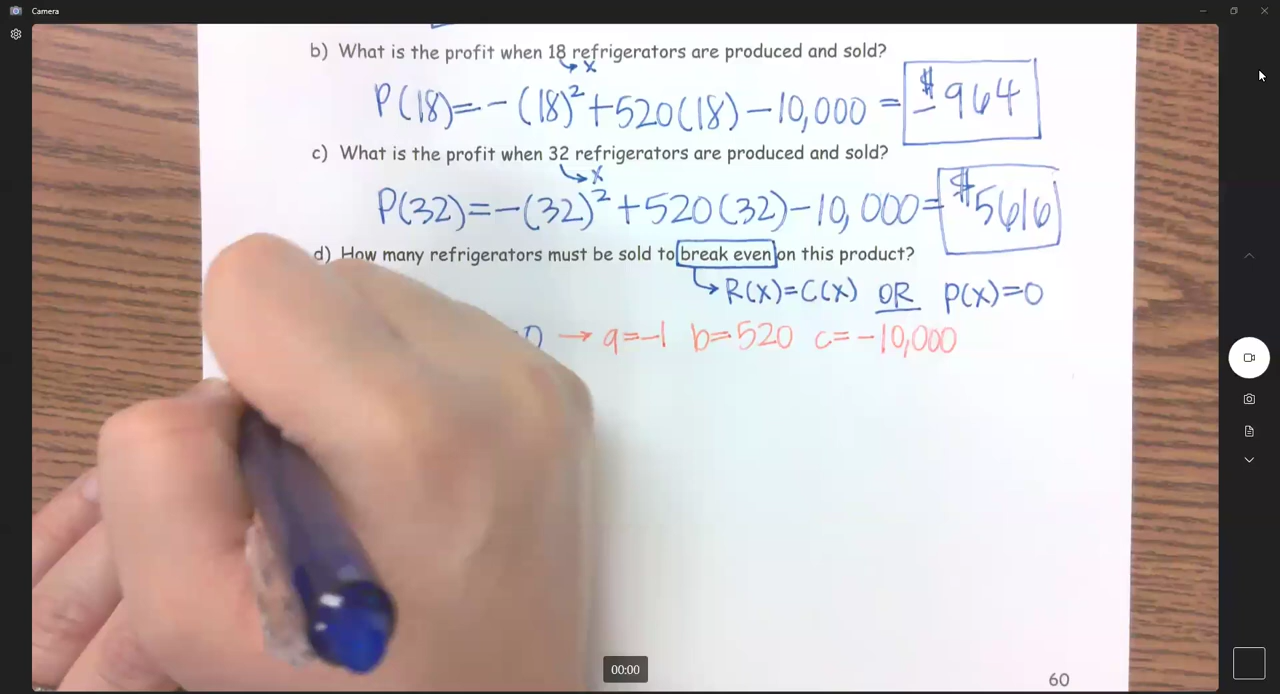 Camera
b) What is the profit when 18 refrigerators are produced and sold?
→ x
P(18) = -(18)² + 520(18) - 10,000 = $ -964
c) What is the profit when 32 refrigerators are produced and sold?
→ x
P(32) = -(32)² + 520(32) - 10,000 = $5616
d) How many refrigerators must be sold to break even on this product?
→ R(x) = C(x) OR P(x) = 0
=0 → a = -1 b = 520 c = -10,000
00:00
60